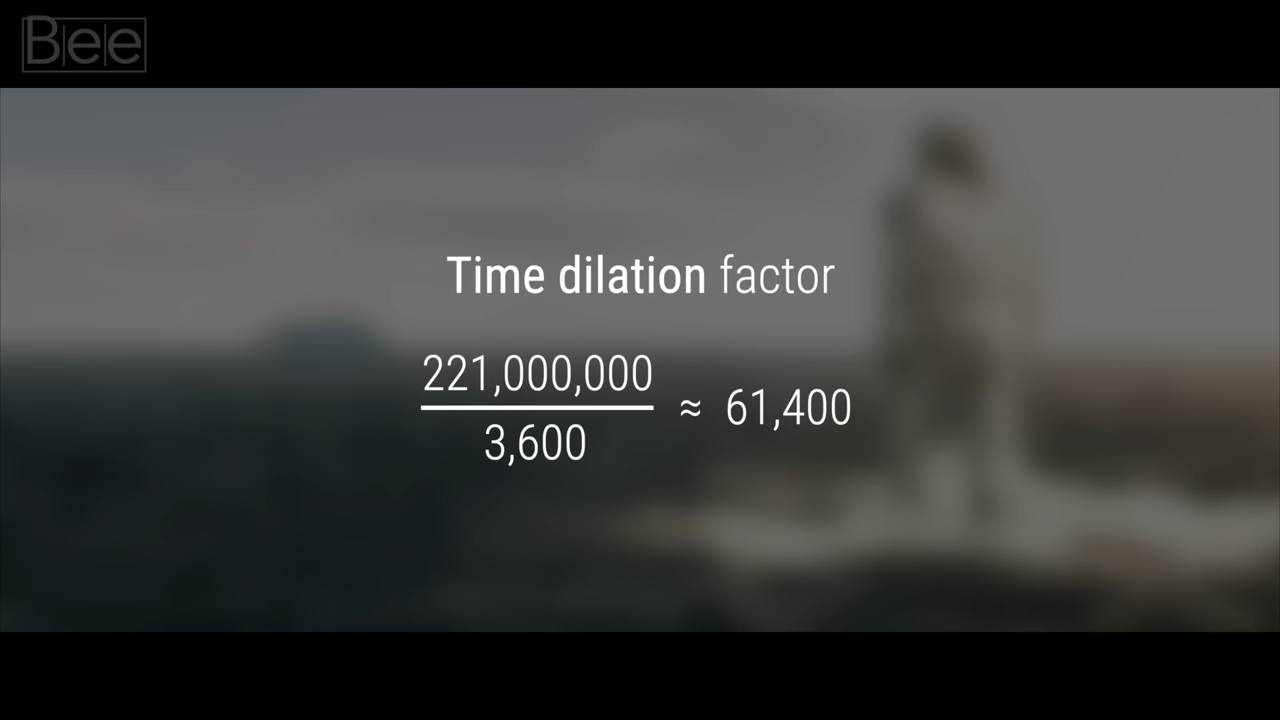 Bee
Time dilation factor
221,000,000
3,600
≈ 61,400